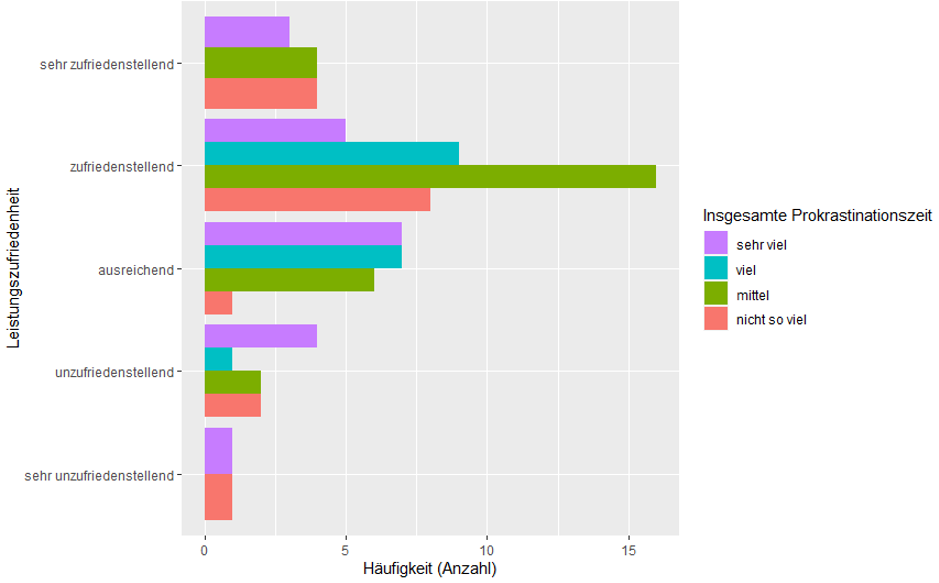 sehr zufriedenstellend
zufriedenstellend
ausreichend
unzufriedenstellend
sehr unzufriedenstellend
Leistungszufriedenheit
0 5 10 15
Häufigkeit (Anzahl)
Insgesamte Prokrastinationszeit
sehr viel
viel
mittel
nicht so viel